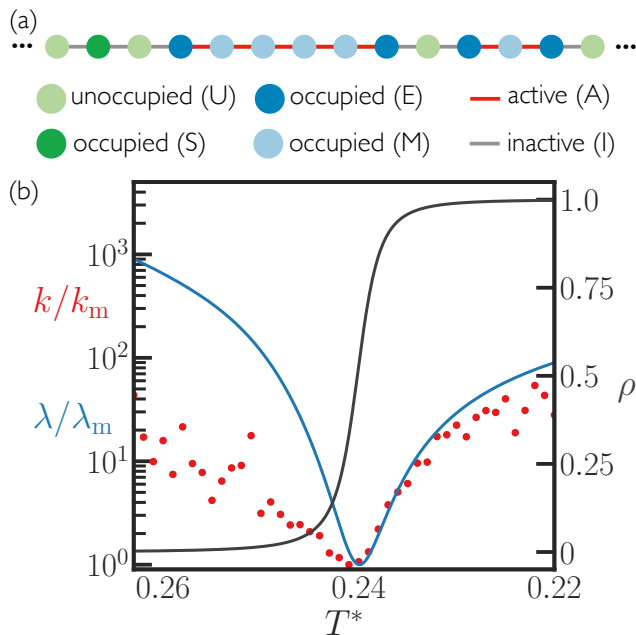 (a)
... ...
unoccupied (U) occupied (E) active (A)
occupied (S) occupied (M) inactive (I)
(b)
10³ 10² 10¹ 10⁰
k/kₘ
λ/λₘ
1.0 0.75 0.5 0.25 0
ρ
0.26 0.24 0.22
T*